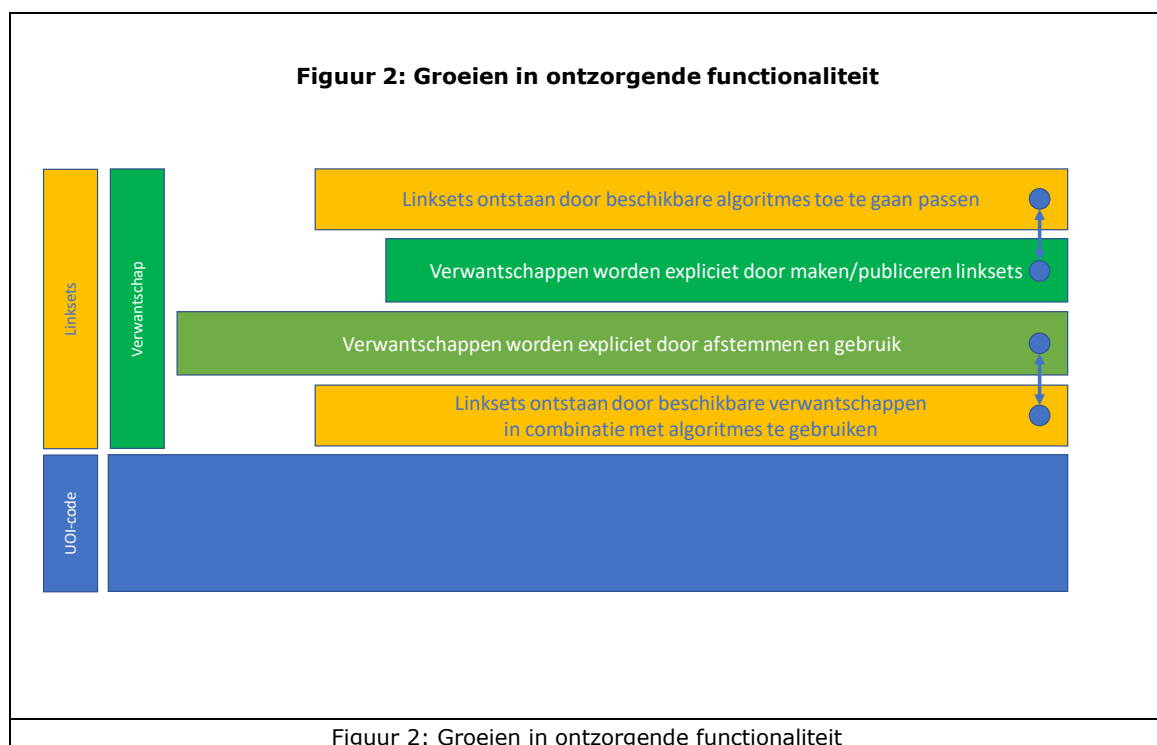 Figuur 2: Groeien in ontzorgende functionaliteit
Linksets
Verwantschap
Linksets ontstaan door beschikbare algoritmes toe te gaan passen
Verwantschappen worden expliciet door maken/publiceren linksets
Verwantschappen worden expliciet door afstemmen en gebruik
Linksets ontstaan door beschikbare verwantschappen
in combinatie met algoritmes te gebruiken
UOI-code
Figuur 2: Groeien in ontzorgende functionaliteit